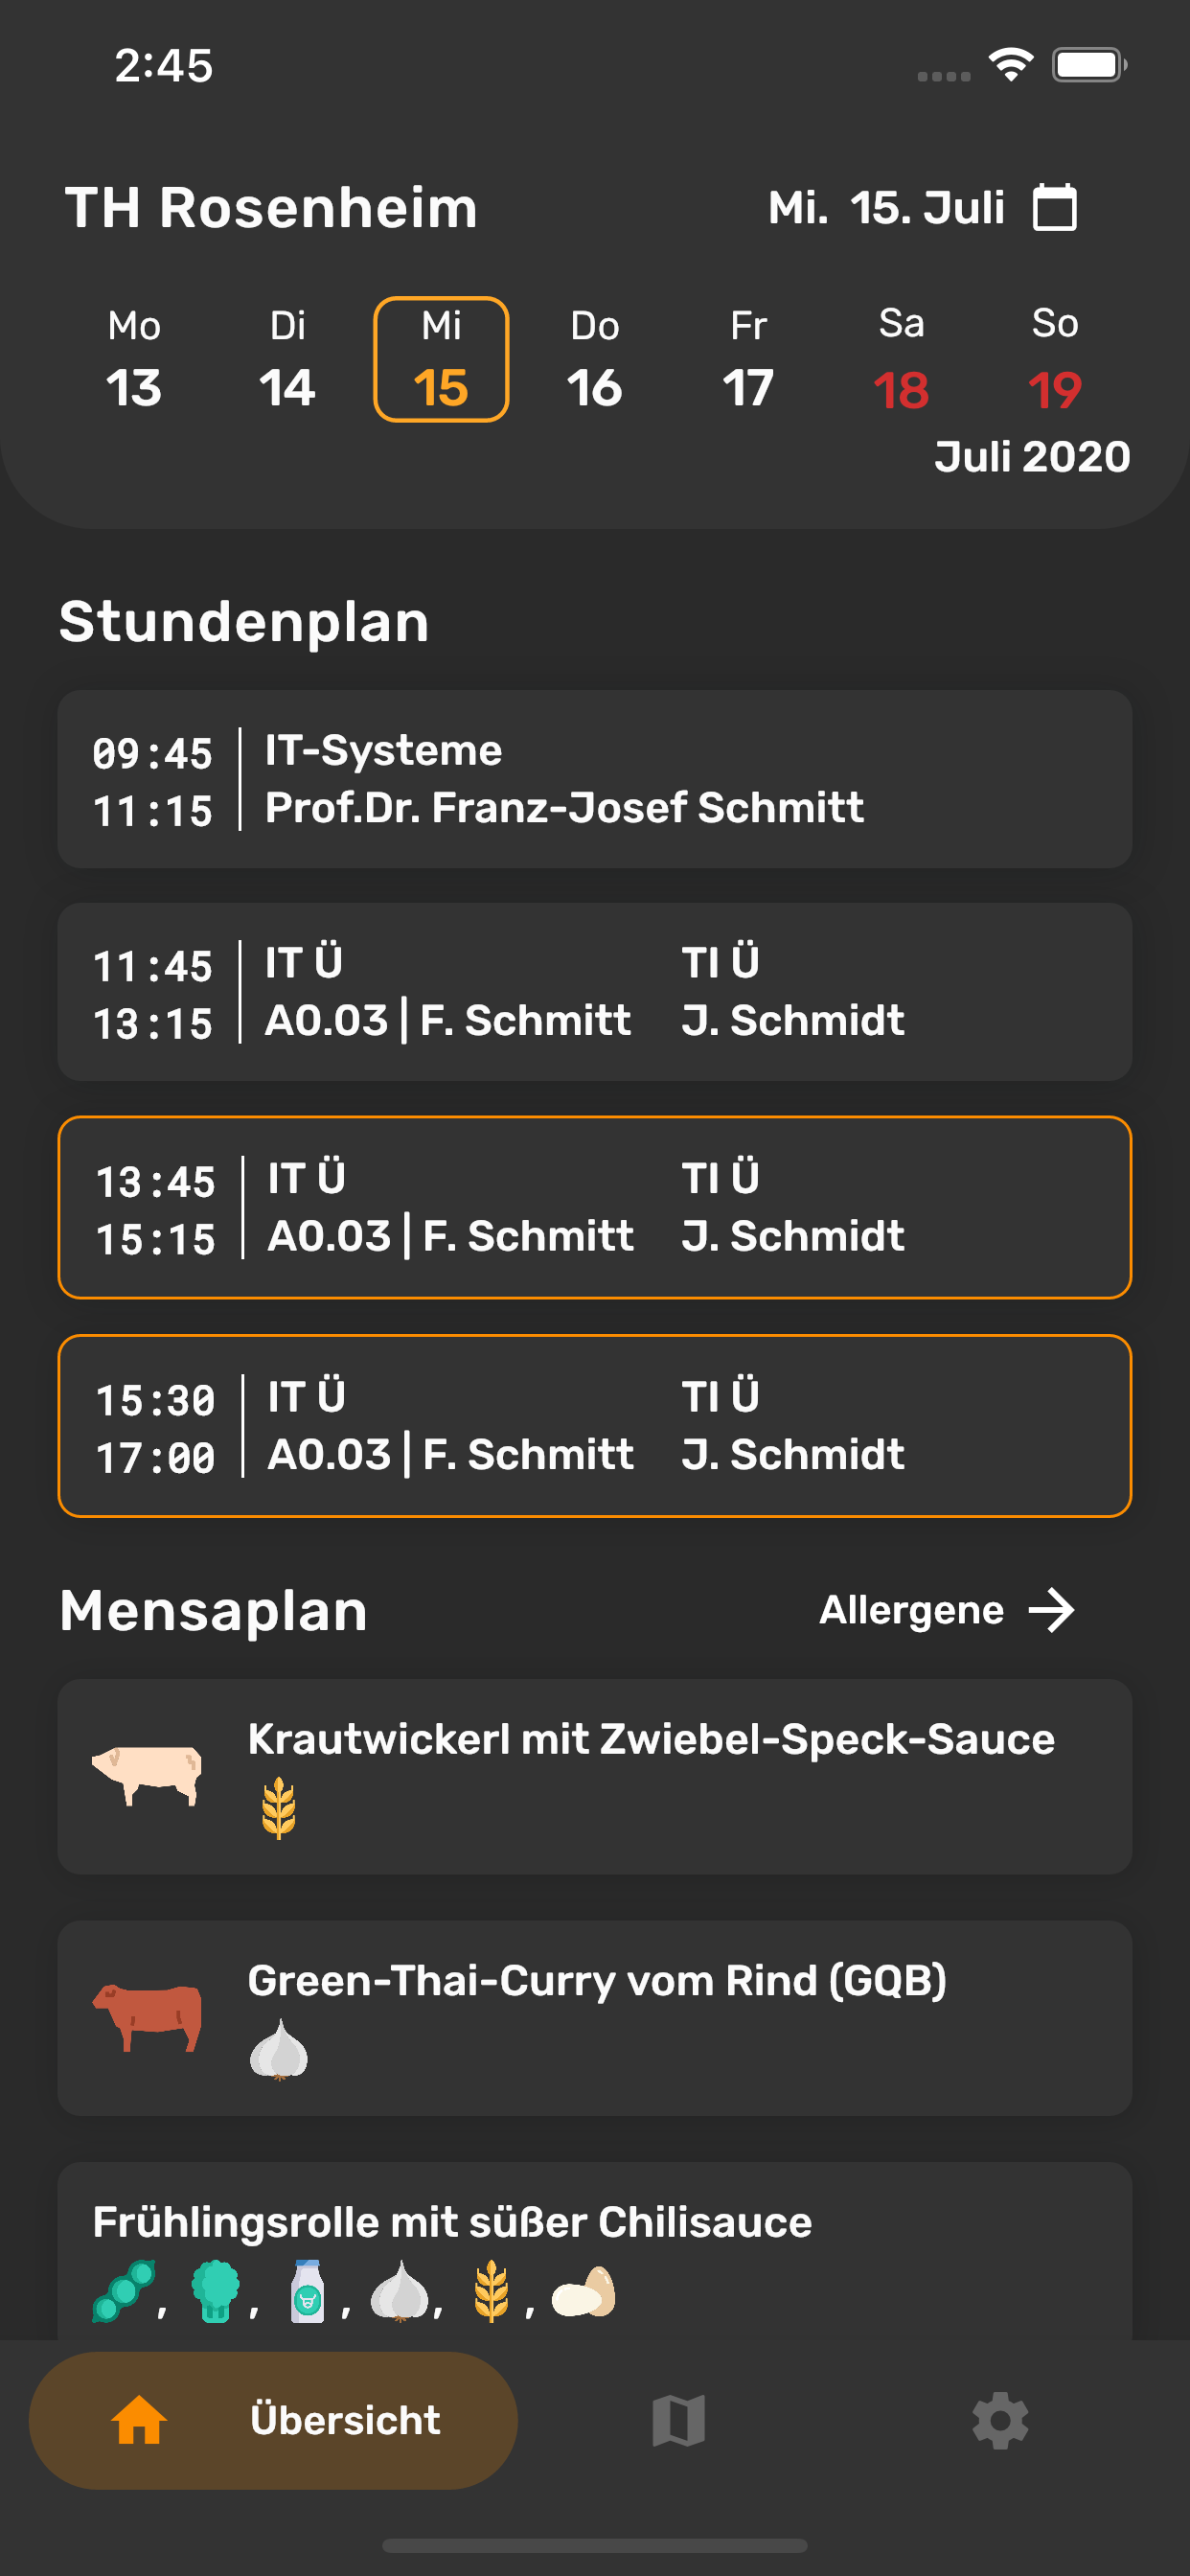 2:45
TH Rosenheim
Mi. 15. Juli
Mo Di Mi Do Fr Sa So
13 14 15 16 17 18 19
Juli 2020
Stundenplan
09:45 IT-Systeme
11:15 Prof.Dr. Franz-Josef Schmitt
11:45 IT Ü TI Ü
13:15 A0.03 | F. Schmitt J. Schmidt
13:45 IT Ü TI Ü
15:15 A0.03 | F. Schmitt J. Schmidt
15:30 IT Ü TI Ü
17:00 A0.03 | F. Schmitt J. Schmidt
Mensaplan
Allergene
Krautwickerl mit Zwiebel-Speck-Sauce
Green-Thai-Curry vom Rind (GQB)
Frühlingsrolle mit süßer Chilisauce
, , , , ,
Übersicht